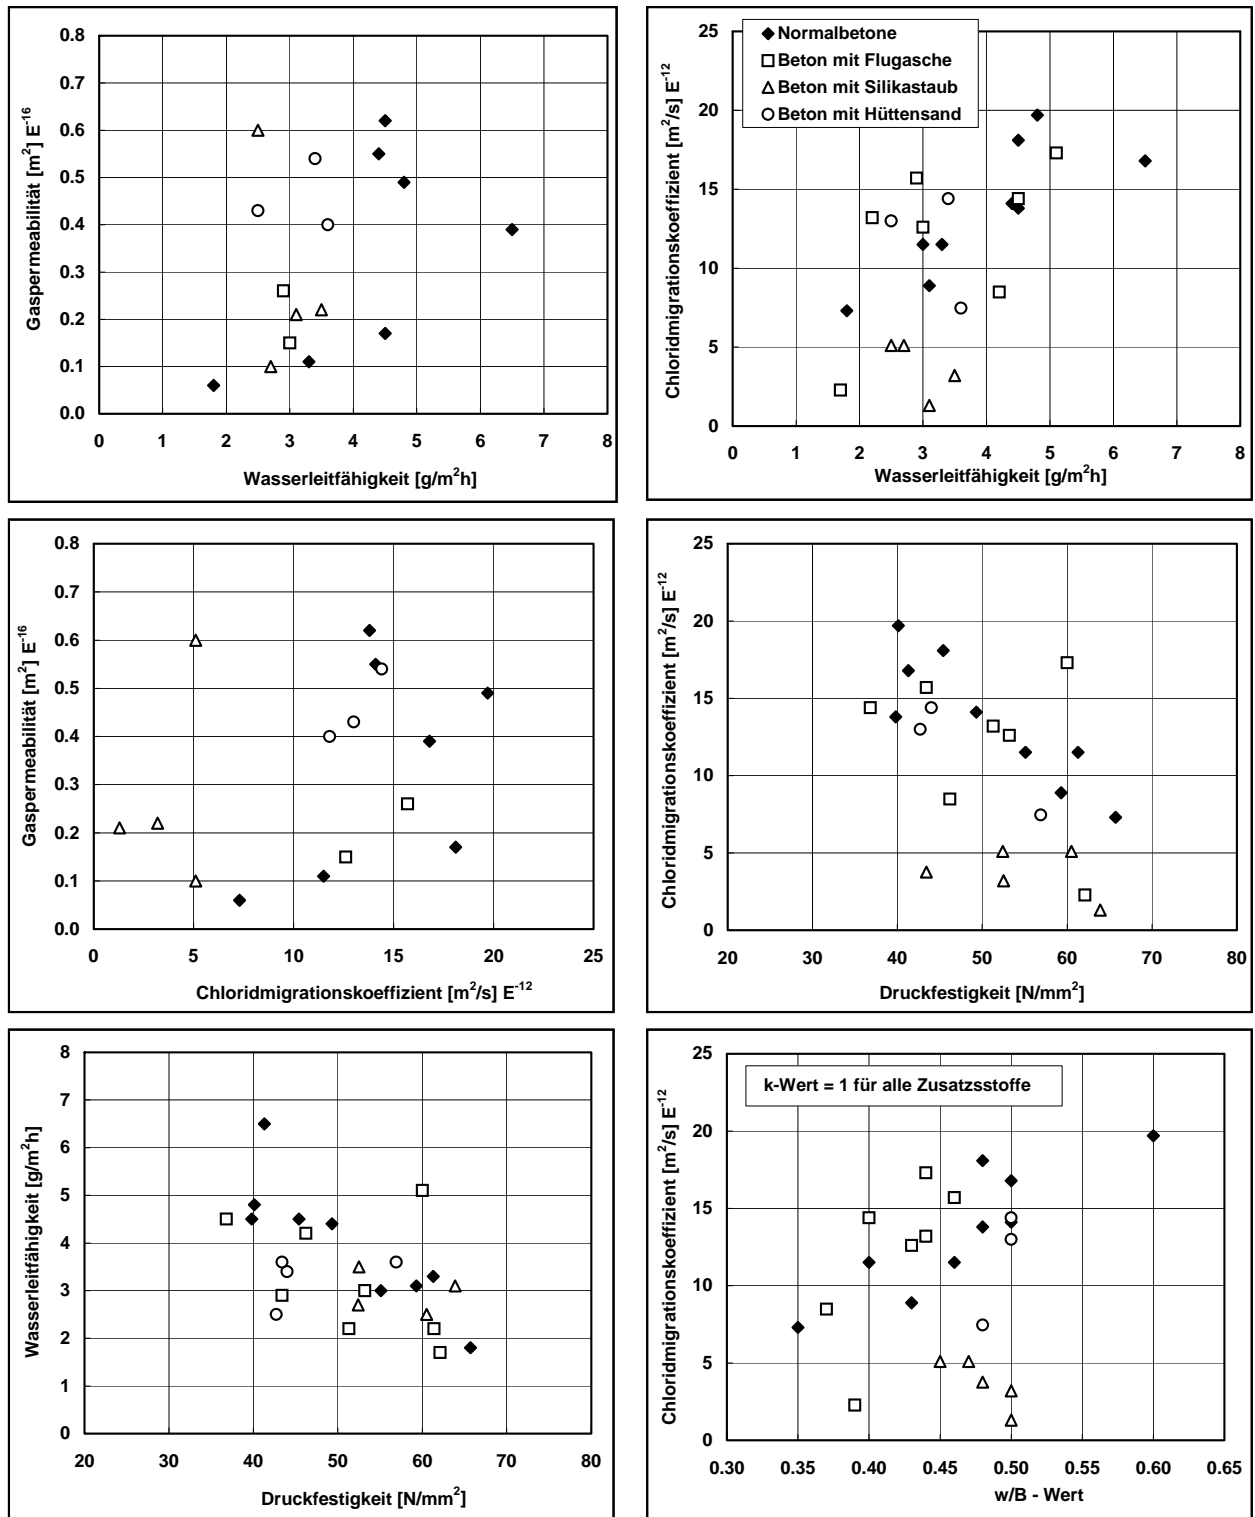 Gaspermeabilität [m²] E⁻¹⁶
0.8
0.7
0.6
0.5
0.4
0.3
0.2
0.1
0.0
0 1 2 3 4 5 6 7 8
Wasserleitfähigkeit [g/m²h]
Chloridmigrationskoeffizient [m²/s] E⁻¹²
25
20
15
10
5
0
Normalbetone
Beton mit Flugasche
Beton mit Silikastaub
Beton mit Hüttensand
0 1 2 3 4 5 6 7 8
Wasserleitfähigkeit [g/m²h]
Gaspermeabilität [m²] E⁻¹⁶
0.8
0.7
0.6
0.5
0.4
0.3
0.2
0.1
0.0
0 5 10 15 20 25
Chloridmigrationskoeffizient [m²/s] E⁻¹²
Chloridmigrationskoeffizient [m²/s] E⁻¹²
25
20
15
10
5
0
20 30 40 50 60 70 80
Druckfestigkeit [N/mm²]
Wasserleitfähigkeit [g/m²h]
8
7
6
5
4
3
2
1
0
20 30 40 50 60 70 80
Druckfestigkeit [N/mm²]
Chloridmigrationskoeffizient [m²/s] E⁻¹²
25
20
15
10
5
0
k-Wert = 1 für alle Zusatzsstoffe
0.30 0.35 0.40 0.45 0.50 0.55 0.60 0.65
w/B - Wert